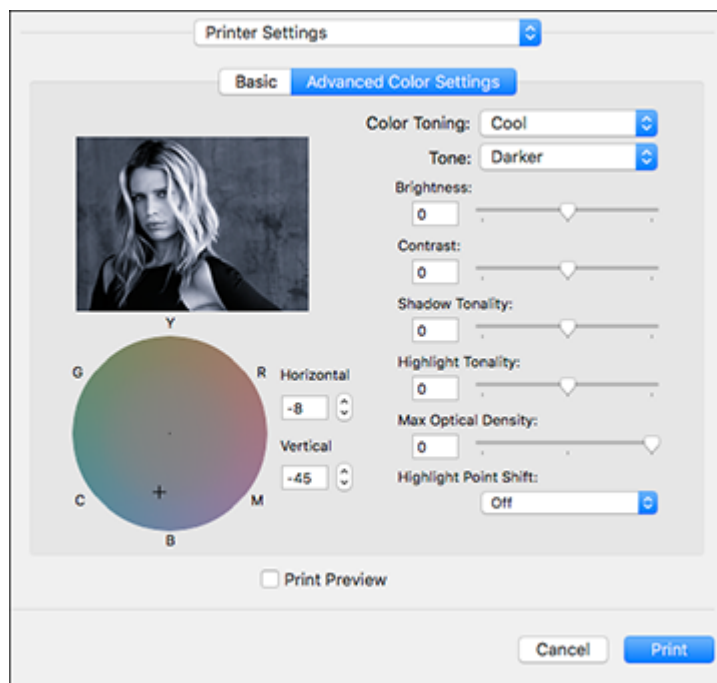 Printer Settings
Basic
Advanced Color Settings
Color Toning: Cool
Tone: Darker
Brightness:
0
Contrast:
0
Shadow Tonality:
0
Highlight Tonality:
0
Max Optical Density:
0
Highlight Point Shift:
Off
Y
G
R
C
M
B
Horizontal
-8
Vertical
-45
Print Preview
Cancel
Print